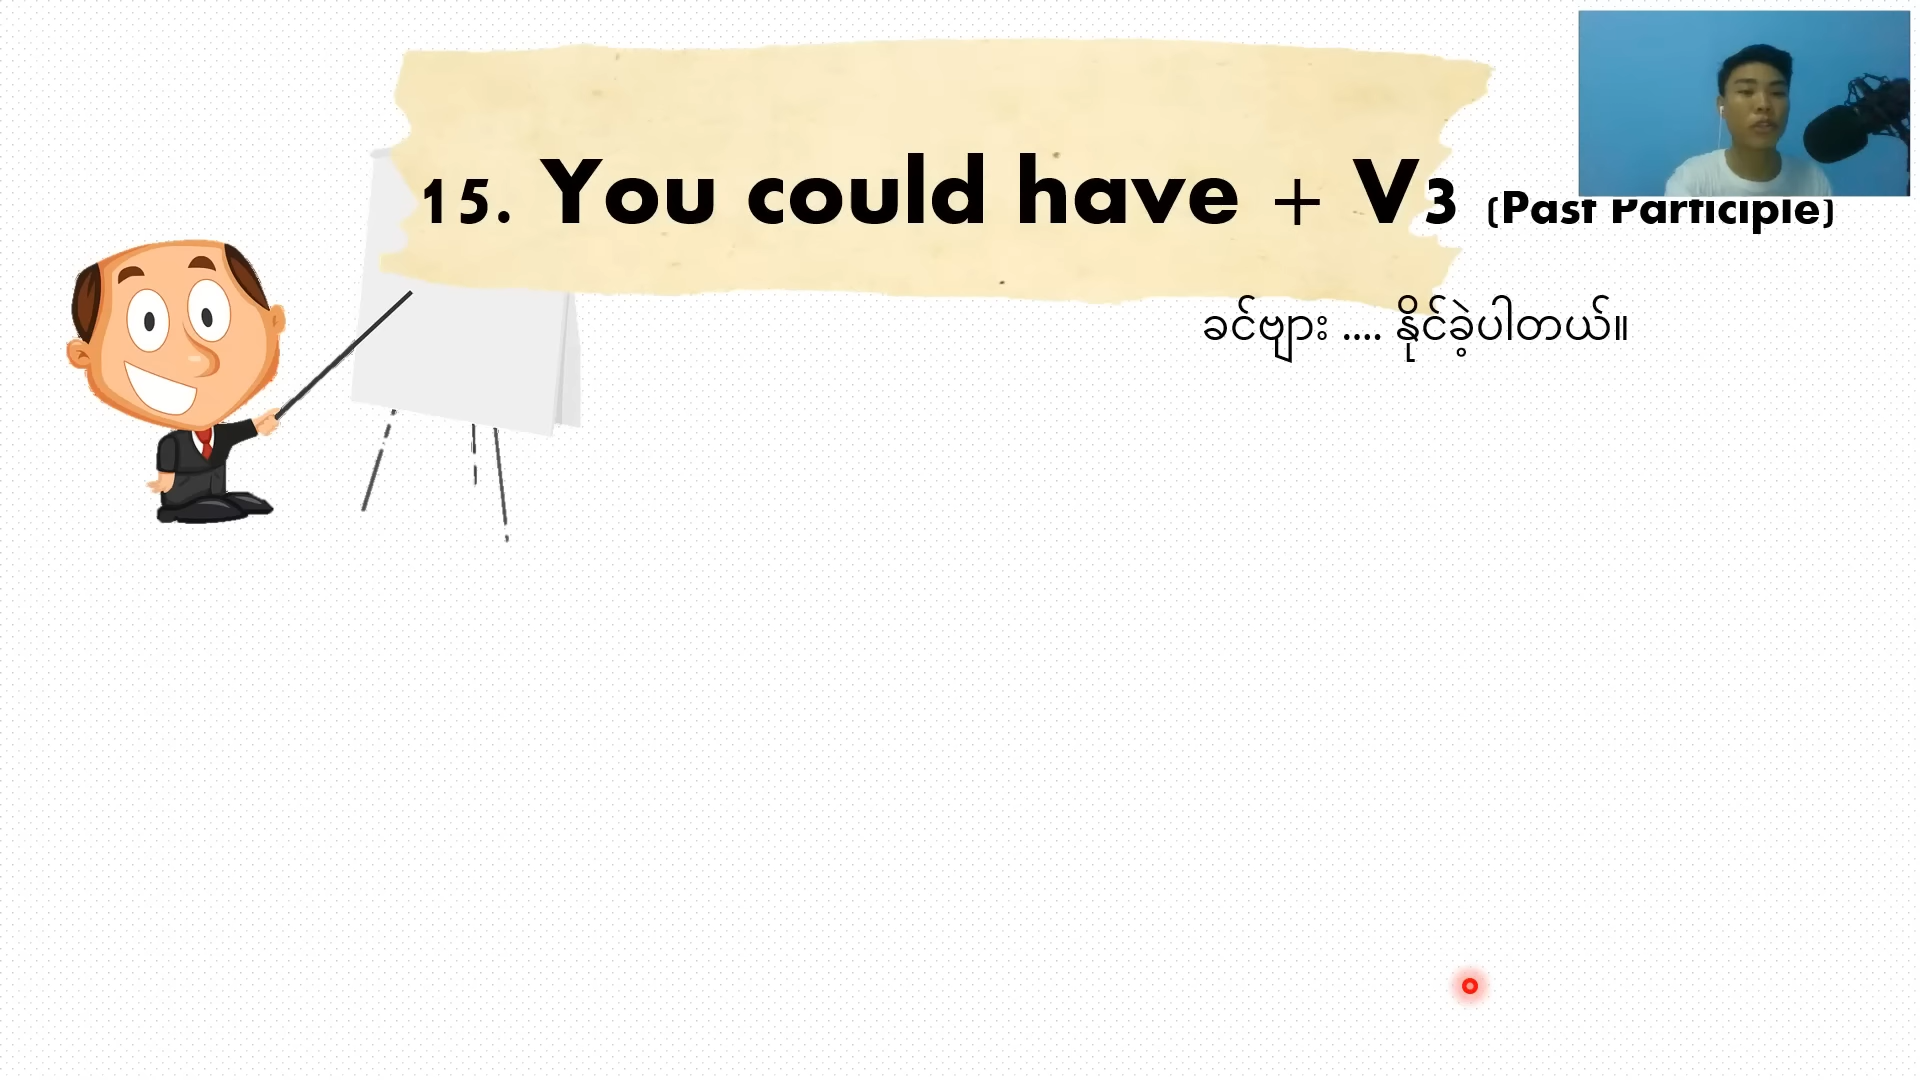 15. You could have + V3 (Past Participle)
ခင်ဗျား .... နိုင်ခဲ့ပါတယ်။